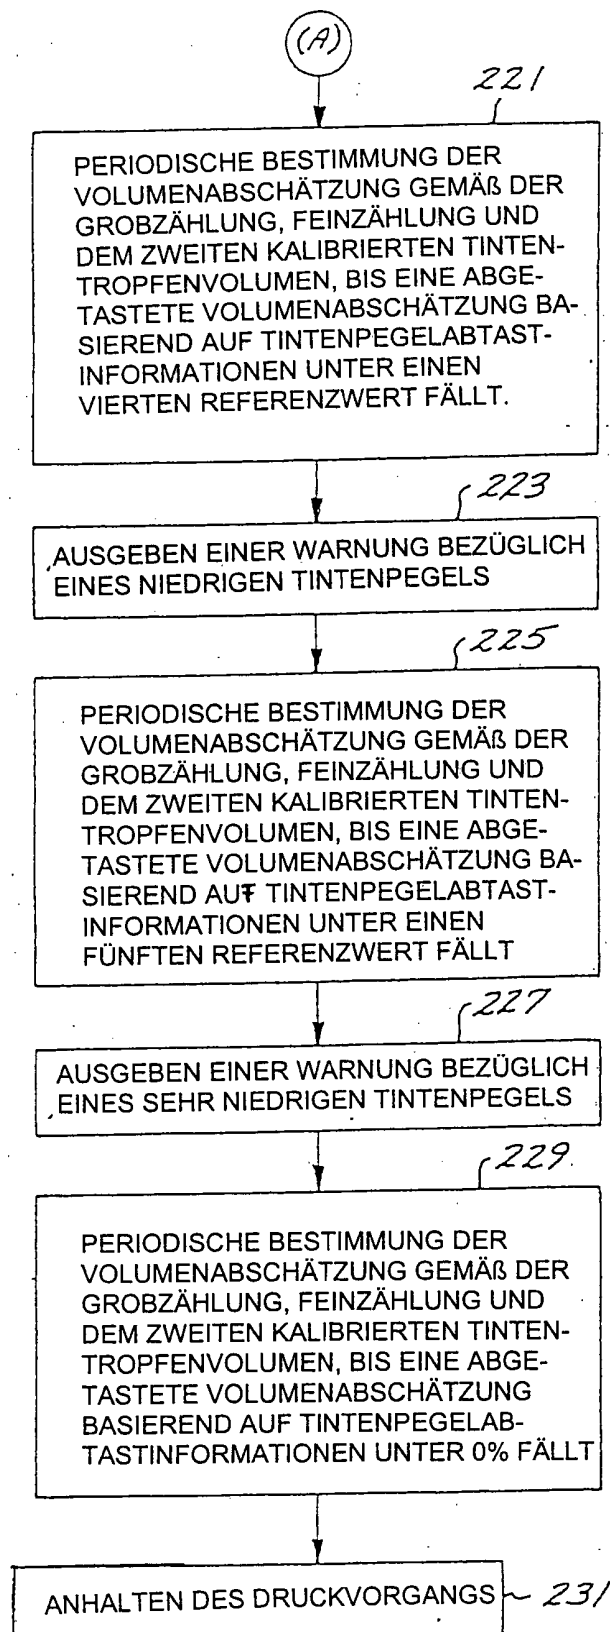 (A)
221
PERIODISCHE BESTIMMUNG DER
VOLUMENABSCHÄTZUNG GEMÄß DER
GROBZÄHLUNG, FEINZÄHLUNG UND
DEM ZWEITEN KALIBRIERTEN TINTEN-
TROPFENVOLUMEN, BIS EINE ABGE-
TASTETE VOLUMENABSCHÄTZUNG BA-
SIEREND AUF TINTENPEGELABTAST-
INFORMATIONEN UNTER EINEN
VIERTEN REFERENZWERT FÄLLT.
223
AUSGEBEN EINER WARNUNG BEZÜGLICH
EINES NIEDRIGEN TINTENPEGELS
225
PERIODISCHE BESTIMMUNG DER
VOLUMENABSCHÄTZUNG GEMÄß DER
GROBZÄHLUNG, FEINZÄHLUNG UND
DEM ZWEITEN KALIBRIERTEN TINTEN-
TROPFENVOLUMEN, BIS EINE ABGE-
TASTETE VOLUMENABSCHÄTZUNG BA-
SIEREND AUF TINTENPEGELABTAST-
INFORMATIONEN UNTER EINEN
FÜNFTEN REFERENZWERT FÄLLT
227
AUSGEBEN EINER WARNUNG BEZÜGLICH
EINES SEHR NIEDRIGEN TINTENPEGELS
229
PERIODISCHE BESTIMMUNG DER
VOLUMENABSCHÄTZUNG GEMÄß DER
GROBZÄHLUNG, FEINZÄHLUNG UND
DEM ZWEITEN KALIBRIERTEN TINTEN-
TROPFENVOLUMEN, BIS EINE ABGE-
TASTETE VOLUMENABSCHÄTZUNG
BASIEREND AUF TINTENPEGELAB-
TASTINFORMATIONEN UNTER 0% FÄLLT
ANHALTEN DES DRUCKVORGANGS 231